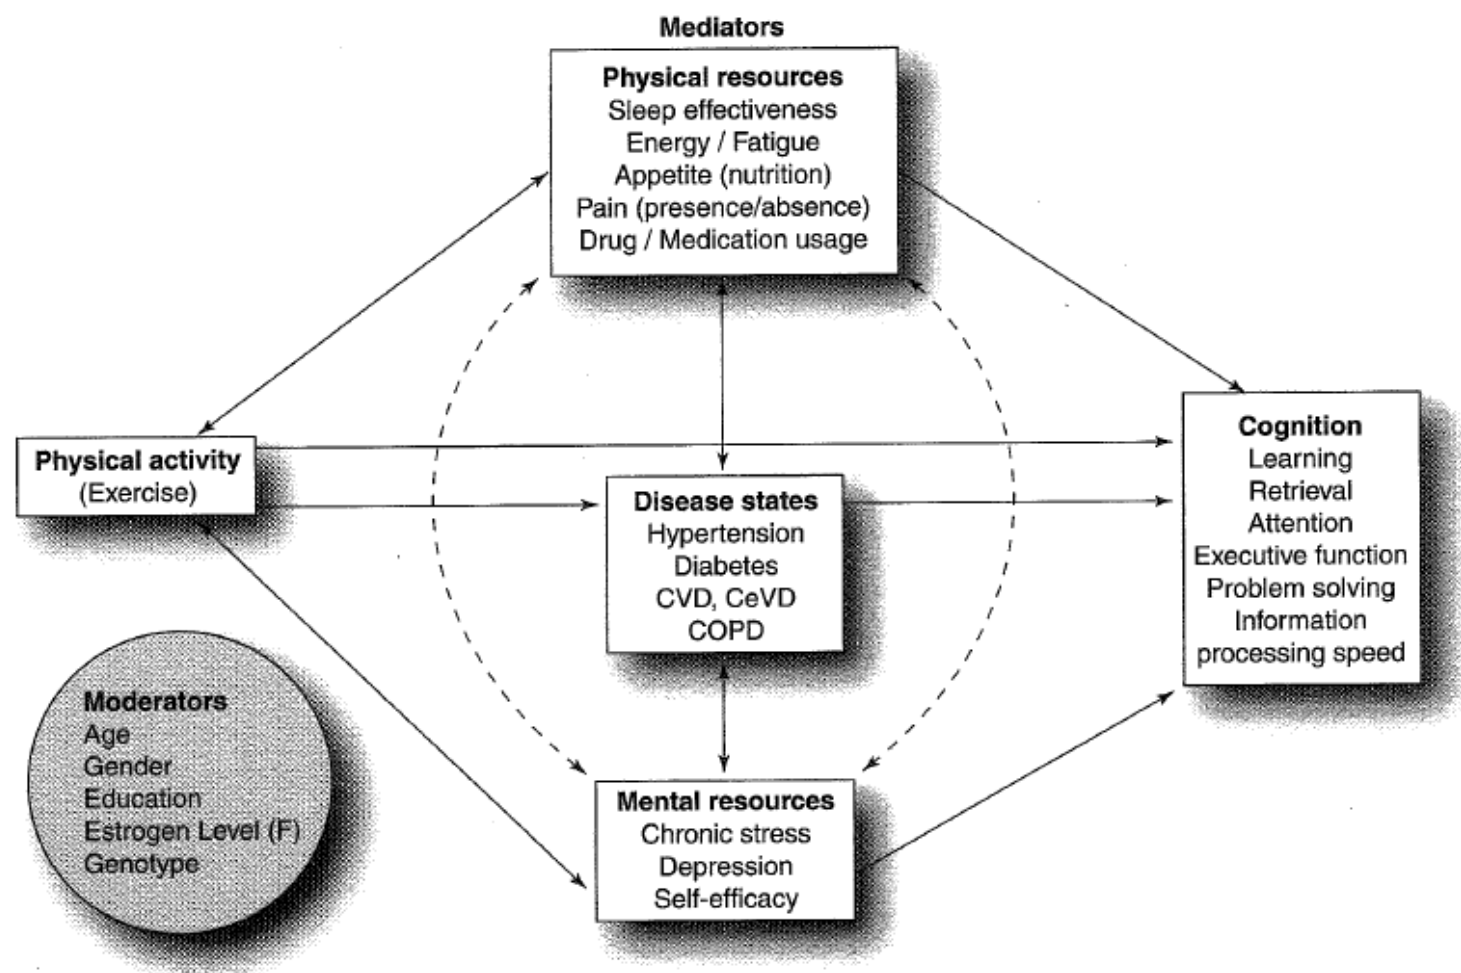 Mediators
Physical resources
Sleep effectiveness
Energy / Fatigue
Appetite (nutrition)
Pain (presence/absence)
Drug / Medication usage
Physical activity
(Exercise)
Disease states
Hypertension
Diabetes
CVD, CeVD
COPD
Cognition
Learning
Retrieval
Attention
Executive function
Problem solving
Information
processing speed
Moderators
Age
Gender
Education
Estrogen Level (F)
Genotype
Mental resources
Chronic stress
Depression
Self-efficacy